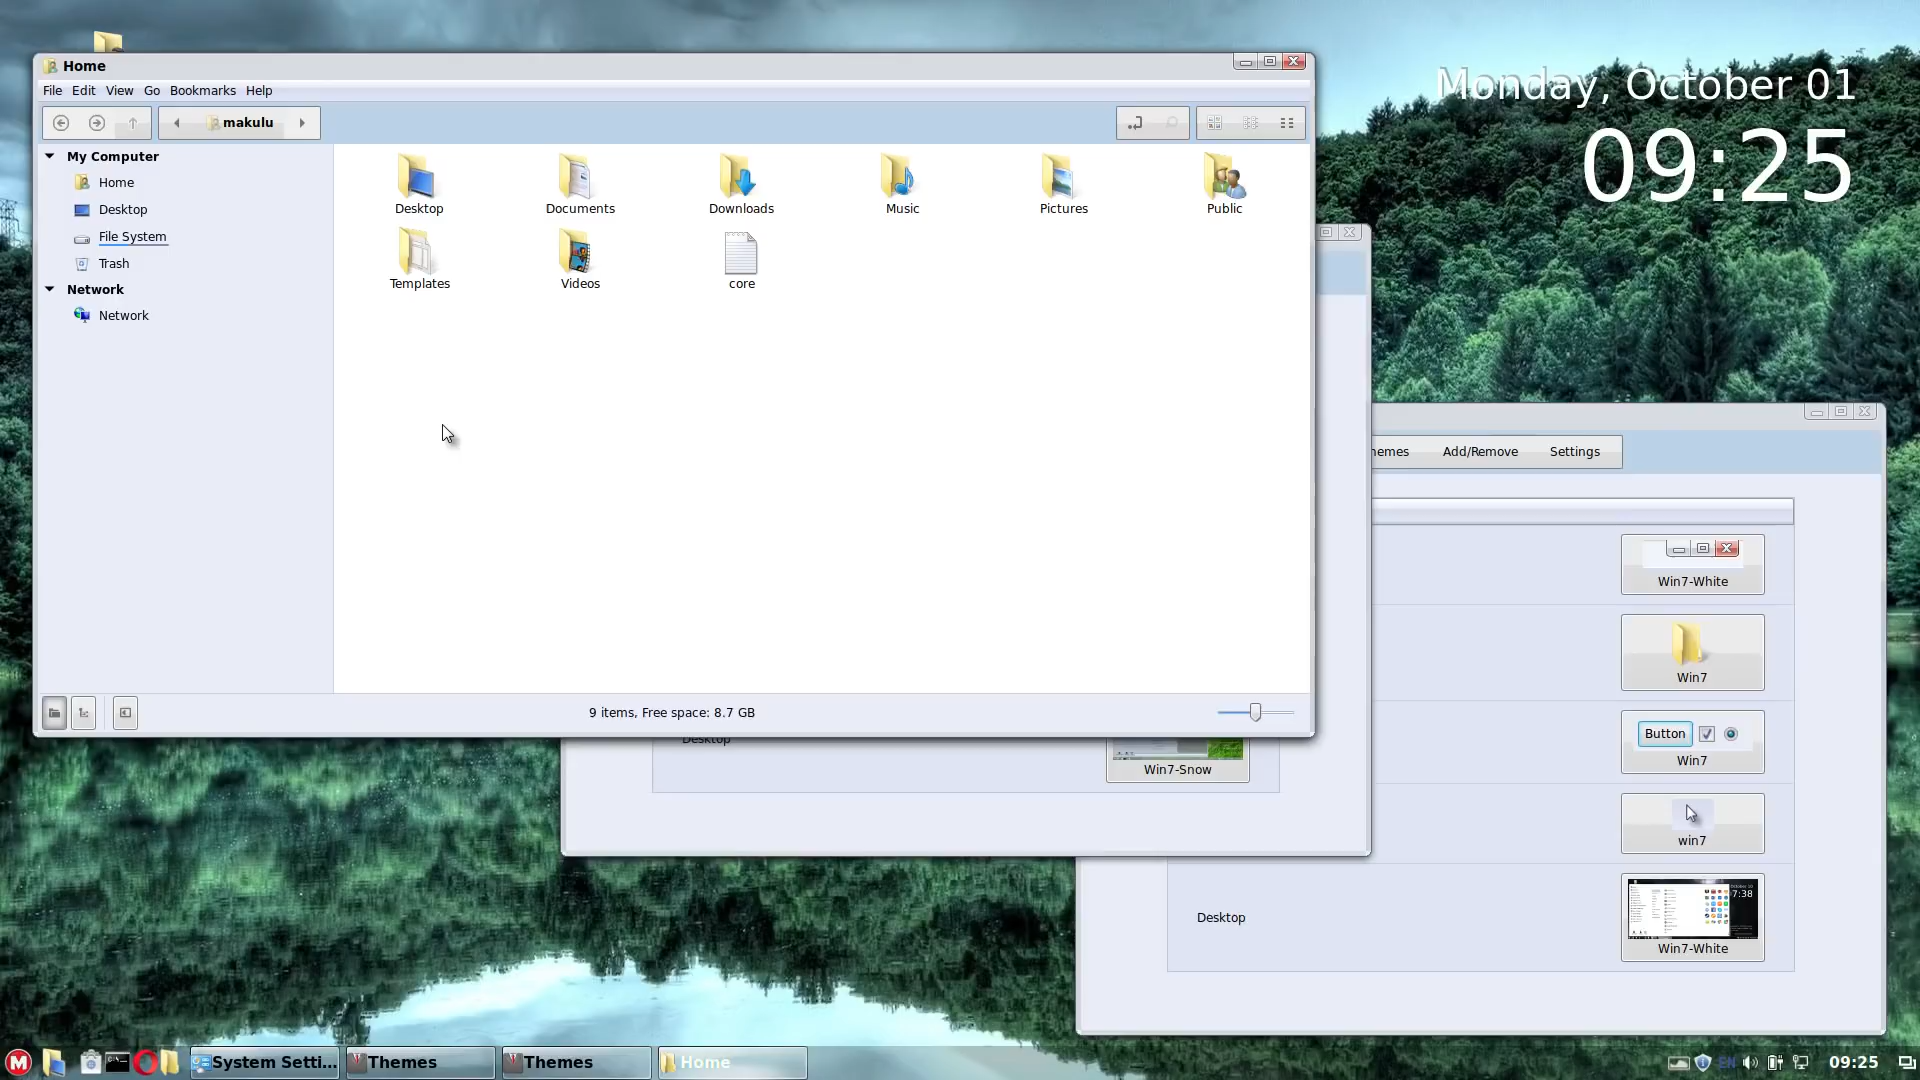 Monday, October 01
09:25
Home
File Edit View Go Bookmarks Help
makulu
My Computer
Home
Desktop
File System
Trash
Network
Network
Desktop
Documents
Downloads
Music
Pictures
Public
Templates
Videos
core
9 items, Free space: 8.7 GB
Desktop
Win7-Snow
hemes
Add/Remove
Settings
Win7-White
Win7
Button
Win7
win7
Desktop
7:38
Win7-White
M
System Setti...
Themes
Themes
Home
EN
09:25